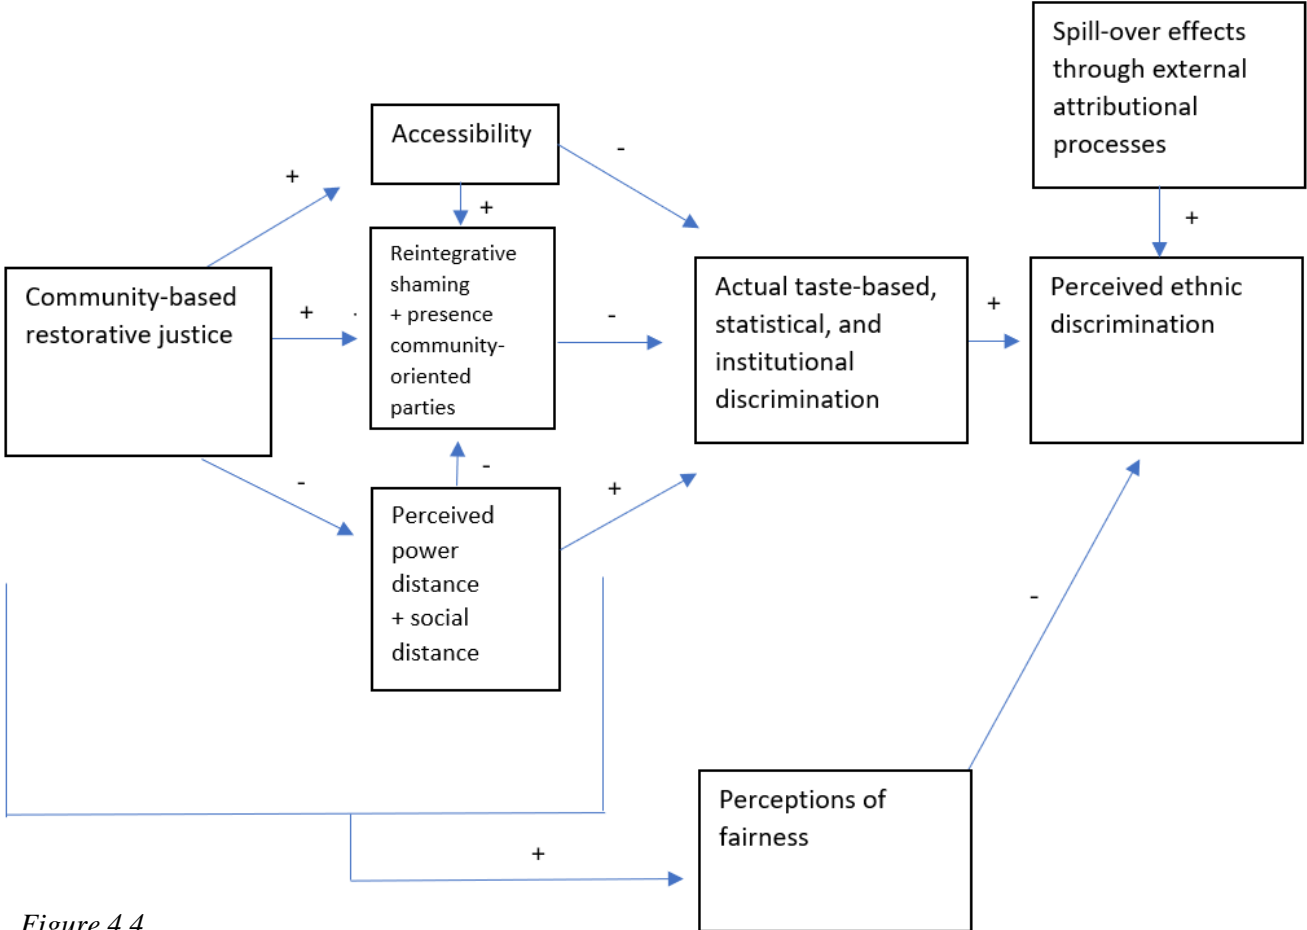 Spill-over effects
through external
attributional
processes
+
Accessibility
-
+
+
Reintegrative
shaming
+ presence
community-
oriented
parties
Community-based
restorative justice
+
-
Actual taste-based,
statistical, and
institutional
discrimination
+
Perceived ethnic
discrimination
-
-
+
Perceived
power
distance
+ social
distance
-
Perceptions of
fairness
+
Figure 4.4